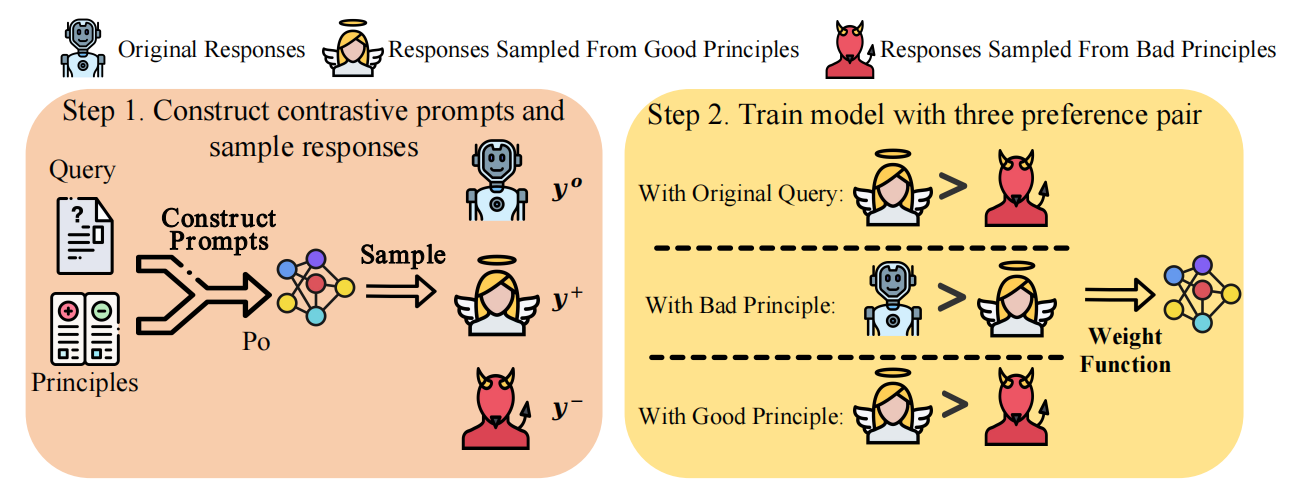 Original Responses
Responses Sampled From Good Principles
Responses Sampled From Bad Principles
Step 1. Construct contrastive prompts and
sample responses
Query
?
Construct
Prompts
Principles
Po
Sample
y^o
y^+
y^-
Step 2. Train model with three preference pair
With Original Query:
>
With Bad Principle:
>
With Good Principle:
>
Weight
Function